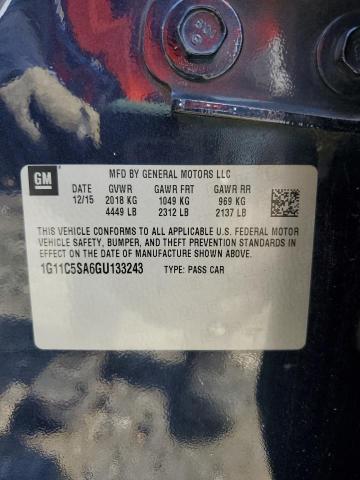 GM
MFD BY GENERAL MOTORS LLC
DATE GVWR GAWR FRT GAWR RR
12/15 2018 KG 1049 KG 969 KG
4449 LB 2312 LB 2137 LB
THIS VEHICLE CONFORMS TO ALL APPLICABLE U.S. FEDERAL MOTOR
VEHICLE SAFETY, BUMPER, AND THEFT PREVENTION STANDARDS IN
EFFECT ON THE DATE OF MANUFACTURE SHOWN ABOVE.
1G11C5SA6GU133243 TYPE: PASS CAR